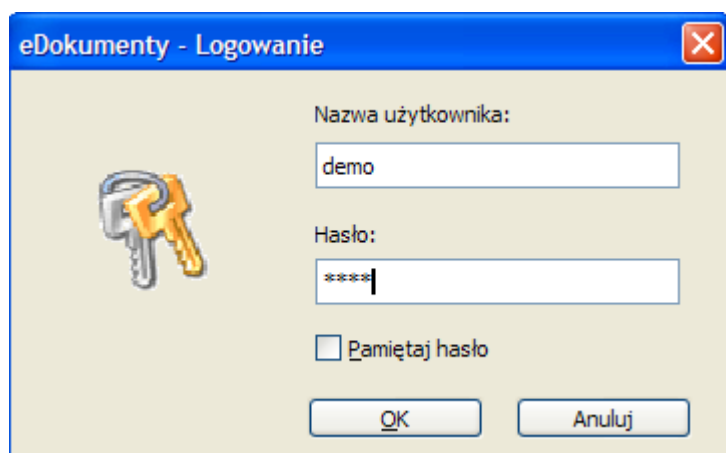 eDokumenty - Logowanie
Nazwa użytkownika:
demo
Hasło:
****
Pamiętaj hasło
OK
Anuluj